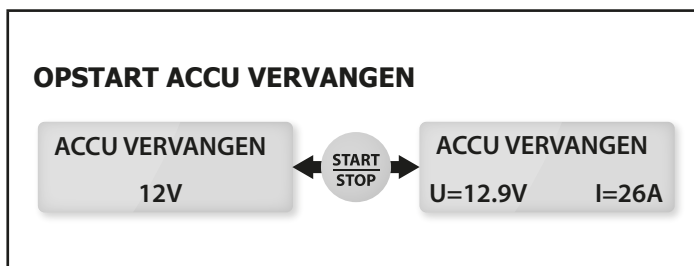 OPSTART ACCU VERVANGEN
ACCU VERVANGEN
12V
START
STOP
ACCU VERVANGEN
U=12.9V I=26A